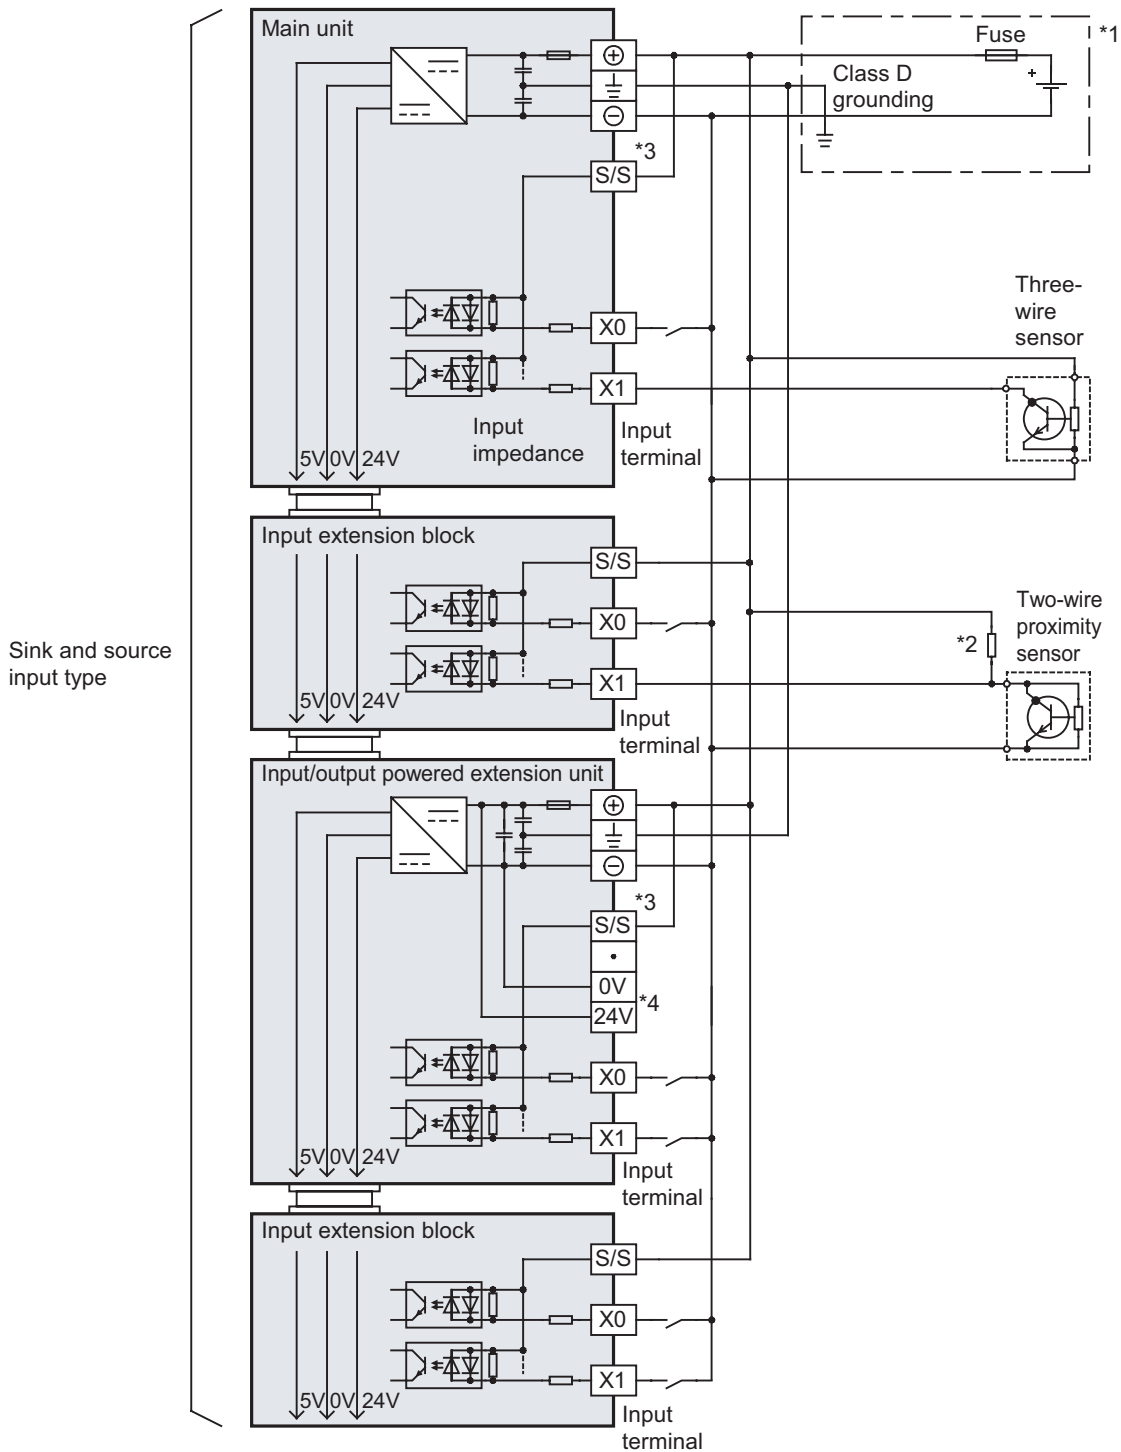 Main unit
Fuse
*1
Class D
grounding
+
*3
S/S
Three-
wire
sensor
X0
X1
Input
impedance
Input
terminal
5V 0V 24V
Input extension block
S/S
X0
X1
Two-wire
proximity
sensor
*2
Sink and source
input type
5V 0V 24V
Input
terminal
Input/output powered extension unit
*3
S/S
•
0V
24V
*4
X0
X1
5V 0V 24V
Input
terminal
Input extension block
S/S
X0
X1
5V 0V 24V
Input
terminal